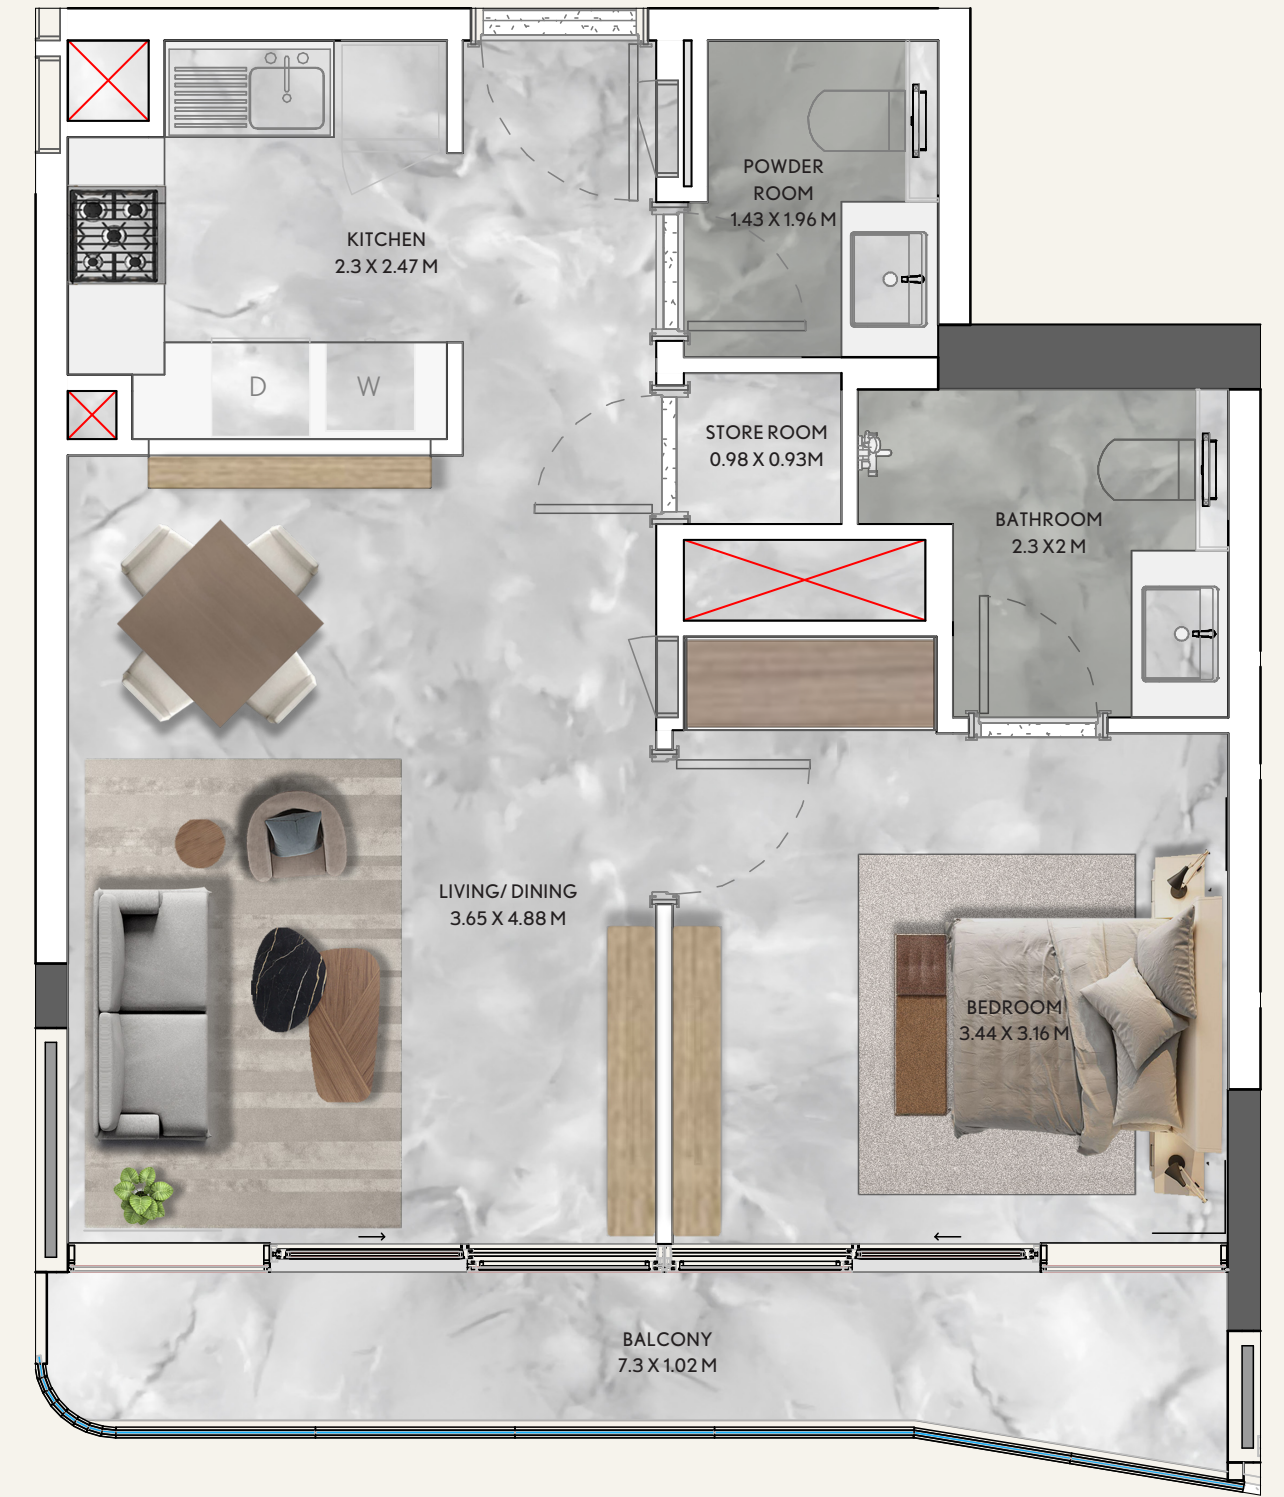 POWDER
ROOM
1.43 X 1.96 M
KITCHEN
2.3 X 2.47 M
D
W
STORE ROOM
0.98 X 0.93M
BATHROOM
2.3 X2 M
LIVING/ DINING
3.65 X 4.88 M
BEDROOM
3.44 X 3.16 M
BALCONY
7.3 X 1.02 M